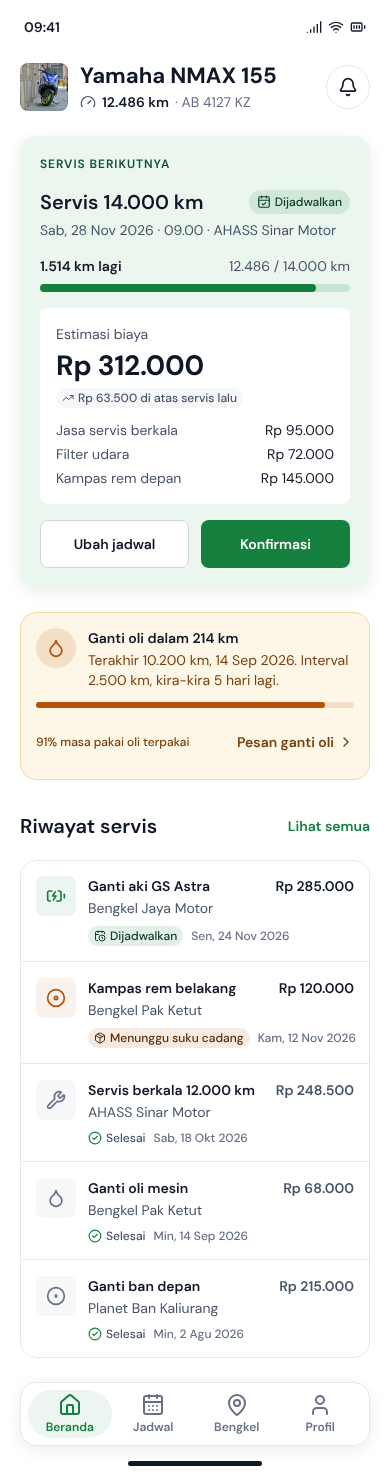 09:41
Yamaha NMAX 155
12.486 km · AB 4127 KZ
SERVIS BERIKUTNYA
Servis 14.000 km
Dijadwalkan
Sab, 28 Nov 2026 · 09.00 · AHASS Sinar Motor
1.514 km lagi
12.486 / 14.000 km
Estimasi biaya
Rp 312.000
Rp 63.500 di atas servis lalu
Jasa servis berkala Rp 95.000
Filter udara Rp 72.000
Kampas rem depan Rp 145.000
Ubah jadwal
Konfirmasi
Ganti oli dalam 214 km
Terakhir 10.200 km, 14 Sep 2026. Interval
2.500 km, kira-kira 5 hari lagi.
91% masa pakai oli terpakai
Pesan ganti oli
Riwayat servis
Lihat semua
Ganti aki GS Astra Rp 285.000
Bengkel Jaya Motor
Dijadwalkan Sen, 24 Nov 2026
Kampas rem belakang Rp 120.000
Bengkel Pak Ketut
Menunggu suku cadang Kam, 12 Nov 2026
Servis berkala 12.000 km Rp 248.500
AHASS Sinar Motor
Selesai Sab, 18 Okt 2026
Ganti oli mesin Rp 68.000
Bengkel Pak Ketut
Selesai Min, 14 Sep 2026
Ganti ban depan Rp 215.000
Planet Ban Kaliurang
Selesai Min, 2 Agu 2026
Beranda
Jadwal
Bengkel
Profil